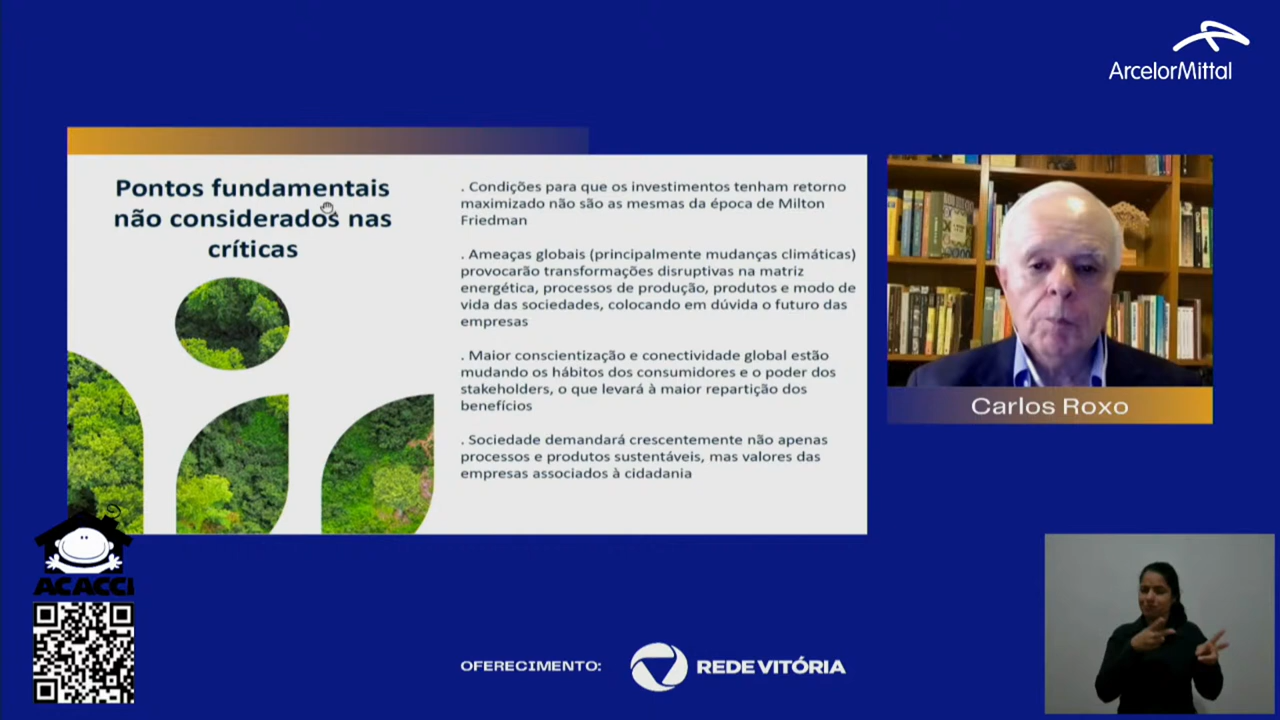 ArcelorMittal
Pontos fundamentais
não considerados nas
críticas
. Condições para que os investimentos tenham retorno
maximizado não são as mesmas da época de Milton
Friedman
. Ameaças globais (principalmente mudanças climáticas)
provocarão transformações disruptivas na matriz
energética, processos de produção, produtos e modo de
vida das sociedades, colocando em dúvida o futuro das
empresas
. Maior conscientização e conectividade global estão
mudando os hábitos dos consumidores e o poder dos
stakeholders, o que levará à maior repartição dos
benefícios
. Sociedade demandará crescentemente não apenas
processos e produtos sustentáveis, mas valores das
empresas associados à cidadania
Carlos Roxo
ACACCI
OFERECIMENTO:
REDE VITÓRIA